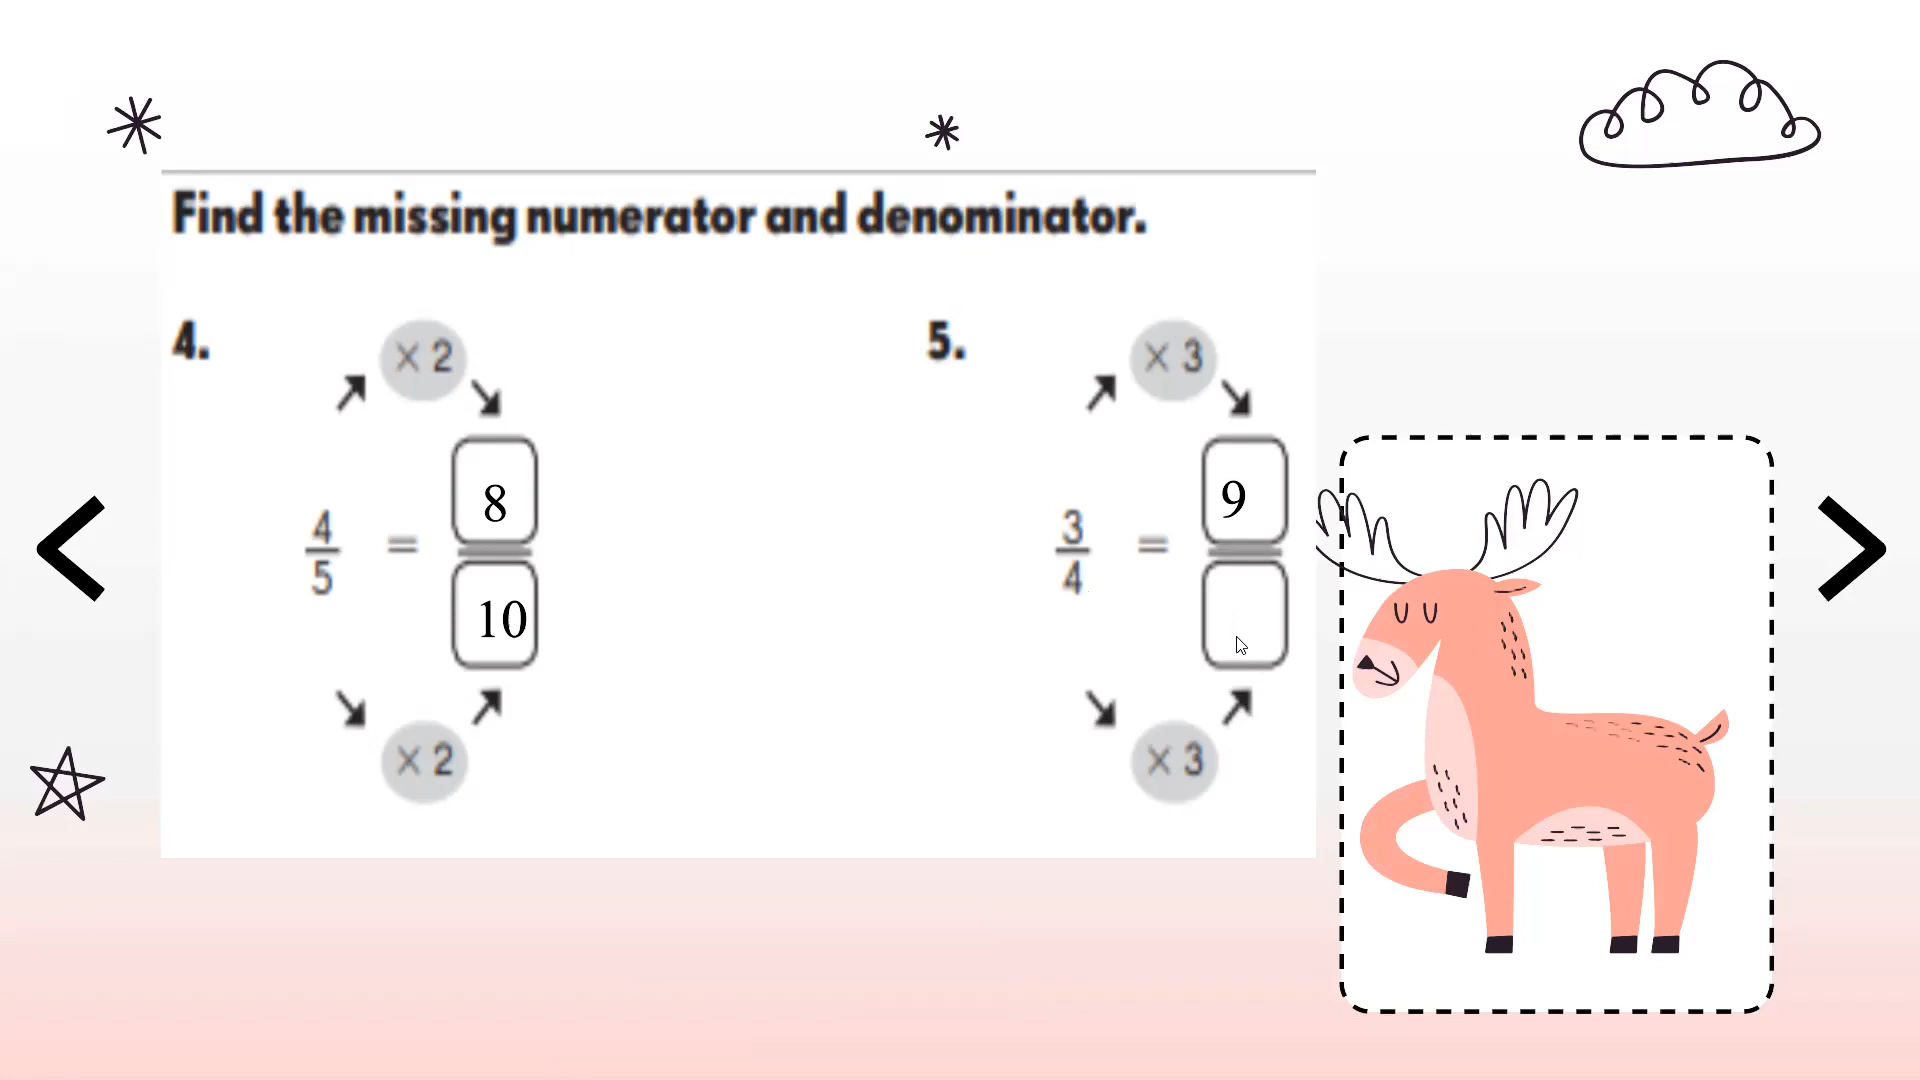 Find the missing numerator and denominator.
4.
× 2
4/5 = 8/10
× 2
5.
× 3
3/4 = 9/
× 3